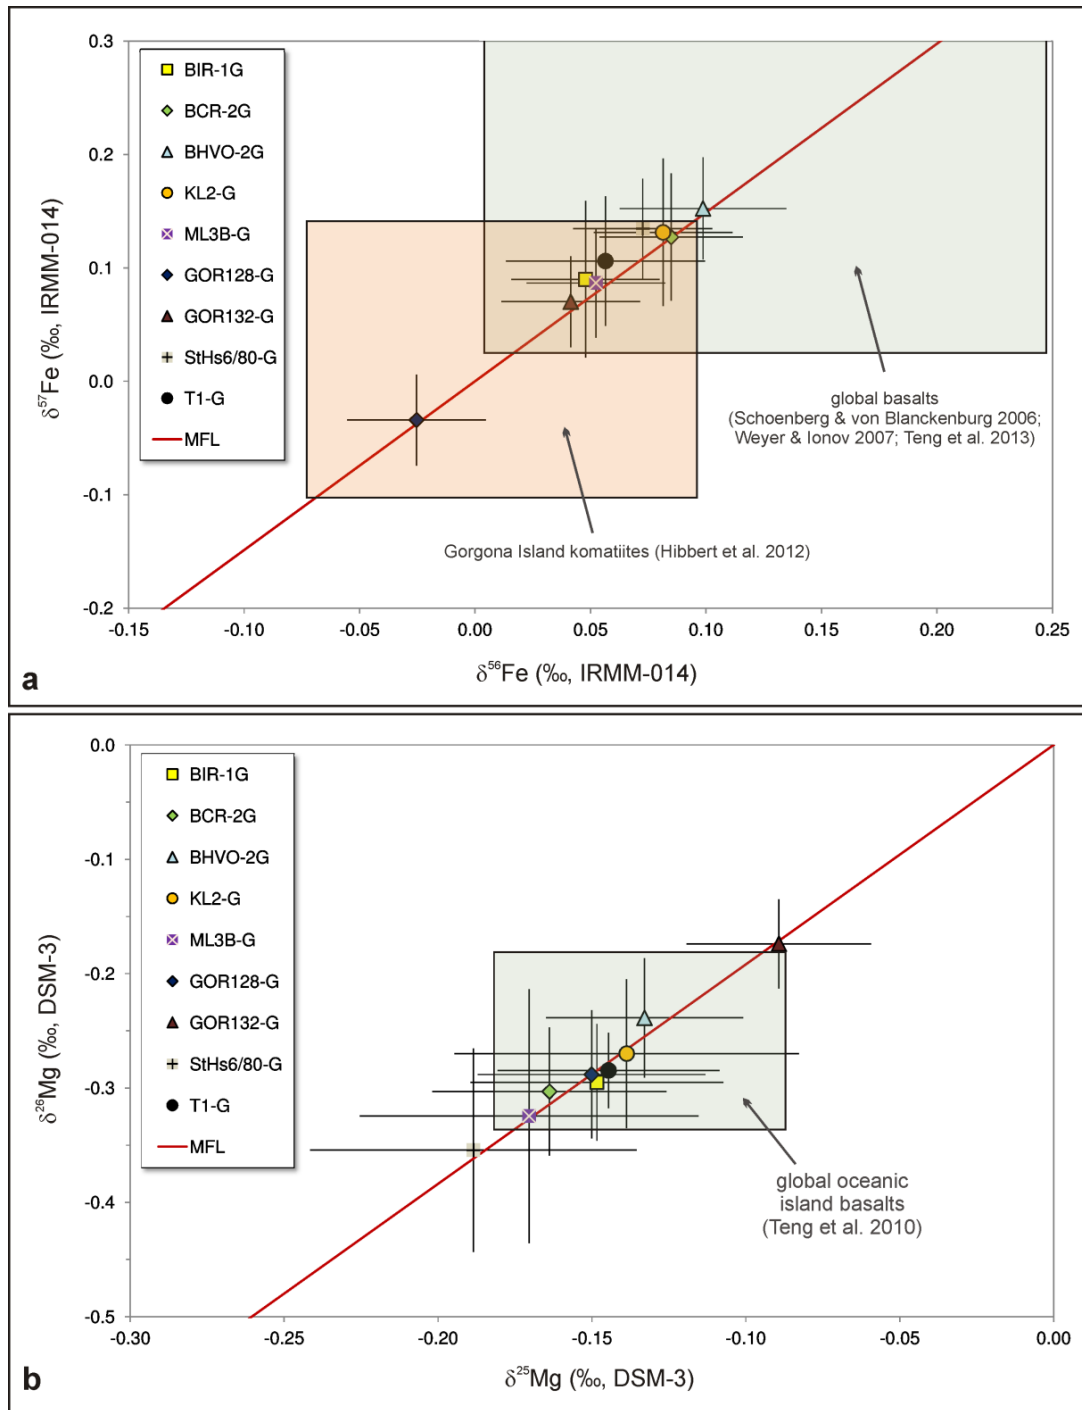 0.3
0.2
0.1
0.0
-0.1
-0.2
δ57Fe (‰, IRMM-014)
BIR-1G
BCR-2G
BHVO-2G
KL2-G
ML3B-G
GOR128-G
GOR132-G
StHs6/80-G
T1-G
MFL
global basalts
(Schoenberg & von Blanckenburg 2006;
Weyer & Ionov 2007; Teng et al. 2013)
Gorgona Island komatiites (Hibbert et al. 2012)
-0.15 -0.10 -0.05 0.00 0.05 0.10 0.15 0.20 0.25
δ56Fe (‰, IRMM-014)
a
0.0
-0.1
-0.2
-0.3
-0.4
-0.5
δ26Mg (‰, DSM-3)
BIR-1G
BCR-2G
BHVO-2G
KL2-G
ML3B-G
GOR128-G
GOR132-G
StHs6/80-G
T1-G
MFL
global oceanic
island basalts
(Teng et al. 2010)
-0.30 -0.25 -0.20 -0.15 -0.10 -0.05 0.00
δ25Mg (‰, DSM-3)
b